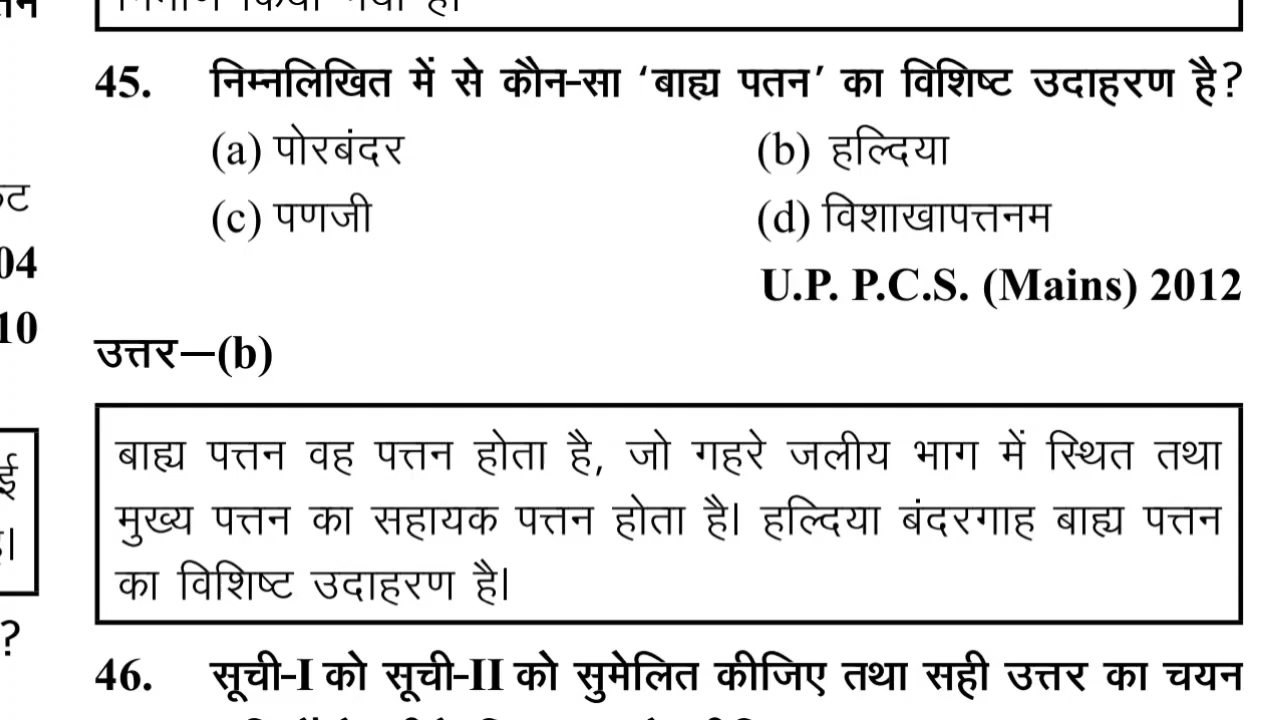 45. निम्नलिखित में से कौन-सा ‘बाह्य पतन’ का विशिष्ट उदाहरण है?
(a) पोरबंदर (b) हल्दिया
(c) पणजी (d) विशाखापत्तनम
U.P. P.C.S. (Mains) 2012
04
10
उत्तर—(b)
बाह्य पत्तन वह पत्तन होता है, जो गहरे जलीय भाग में स्थित तथा
मुख्य पत्तन का सहायक पत्तन होता है। हल्दिया बंदरगाह बाह्य पत्तन
का विशिष्ट उदाहरण है।
?
46. सूची-I को सूची-II को सुमेलित कीजिए तथा सही उत्तर का चयन